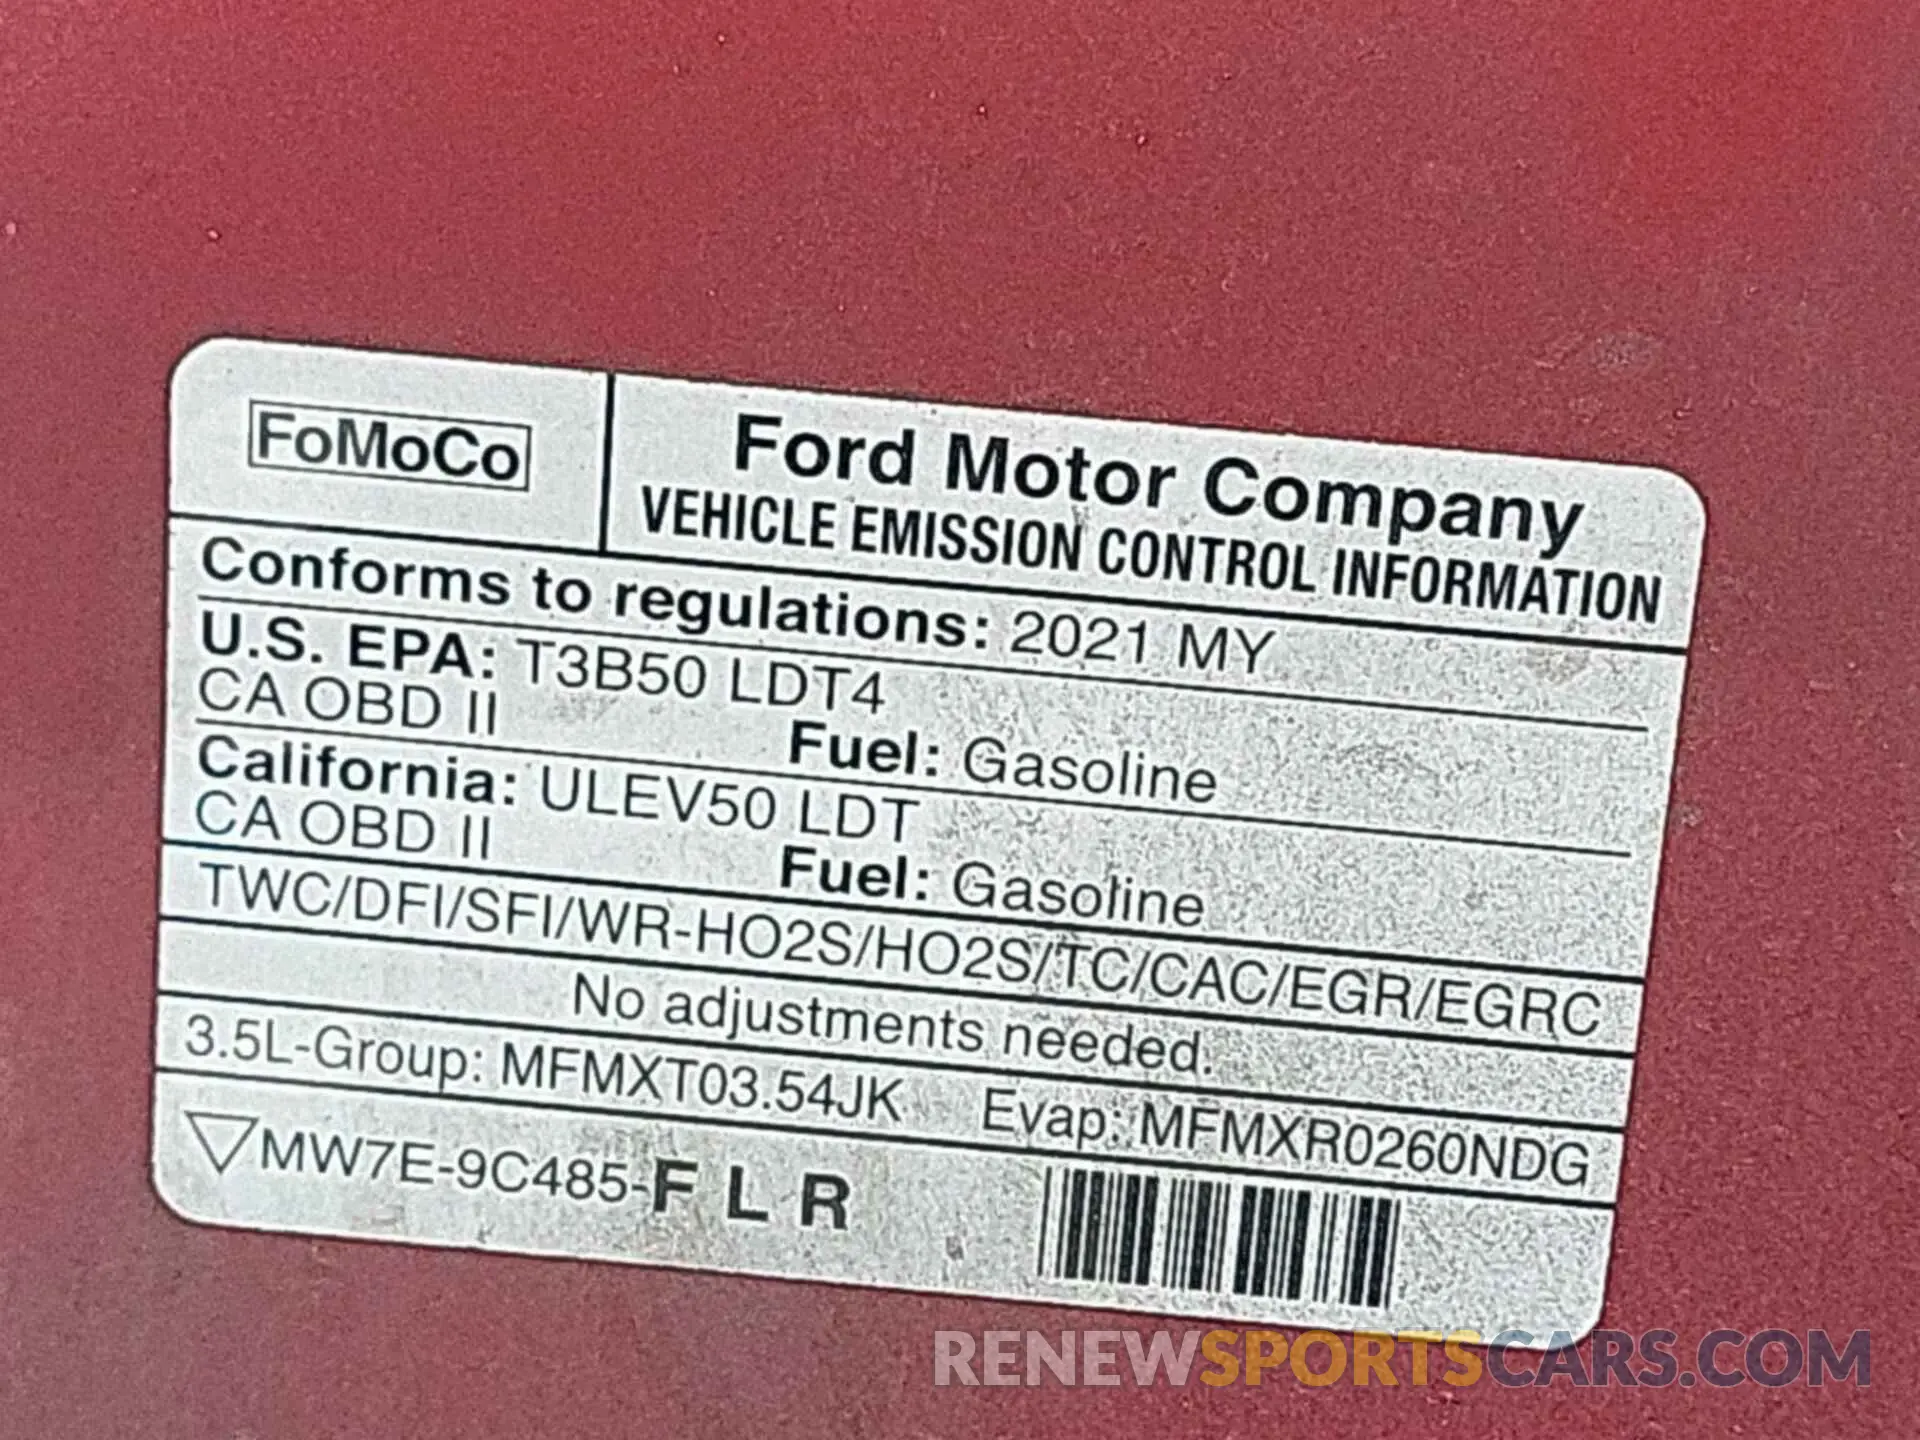 FoMoCo
Ford Motor Company
VEHICLE EMISSION CONTROL INFORMATION
Conforms to regulations: 2021 MY
U.S. EPA: T3B50 LDT4
CA OBD II Fuel: Gasoline
California: ULEV50 LDT
CA OBD II Fuel: Gasoline
TWC/DFI/SFI/WR-HO2S/HO2S/TC/CAC/EGR/EGRC
No adjustments needed.
3.5L-Group: MFMXT03.54JK Evap: MFMXR0260NDG
MW7E-9C485-F L R
RENEWSPORTSCARS.COM